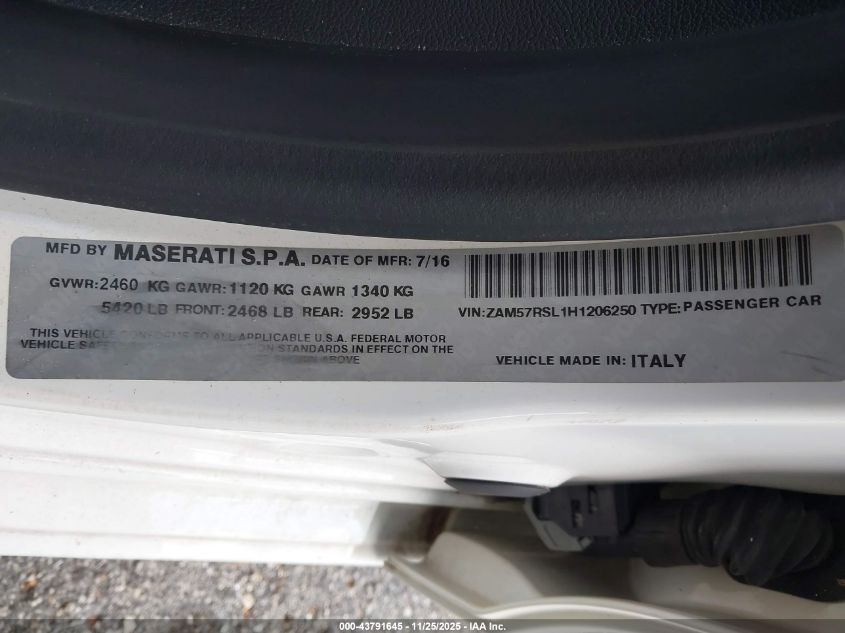 MFD BY MASERATI S.P.A. DATE OF MFR: 7/16
GVWR:2460 KG GAWR:1120 KG GAWR 1340 KG
5420 LB FRONT:2468 LB REAR: 2952 LB
VIN:ZAM57RSL1H1206250 TYPE:PASSENGER CAR
THIS VEHICLE CONFORMS TO ALL APPLICABLE U.S.A. FEDERAL MOTOR
VEHICLE STANDARDS IN EFFECT ON THE
SHOWN ABOVE
VEHICLE MADE IN: ITALY
000-43791645 - 11/25/2025 - IAA Inc.